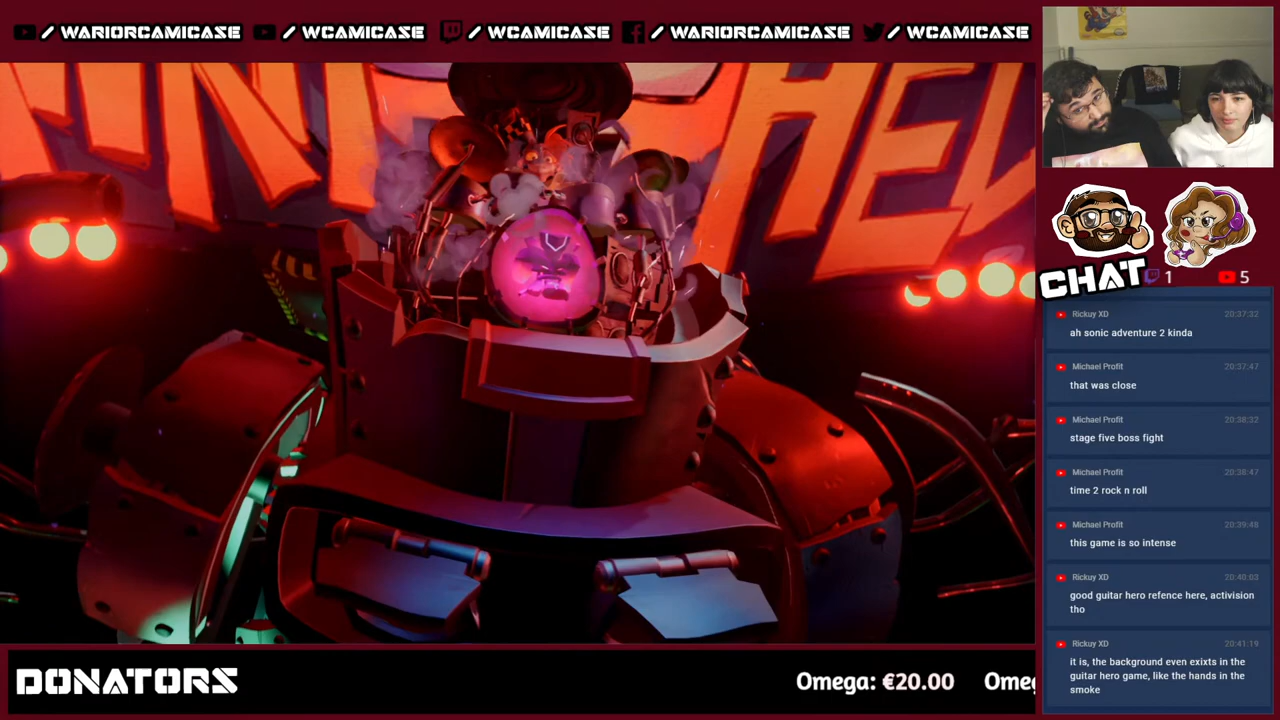 / WARIORCAMICASE / WCAMICASE / WCAMICASE / WARIORCAMICASE / WCAMICASE
CHAT 1 5
Rickuy XD 20:37:32
ah sonic adventure 2 kinda
Michael Profit 20:37:47
that was close
Michael Profit 20:38:32
stage five boss fight
Michael Profit 20:38:47
time 2 rock n roll
Michael Profit 20:39:48
this game is so intense
Rickuy XD 20:40:03
good guitar hero refence here, activision
tho
Rickuy XD 20:41:19
it is, the background even exixts in the
guitar hero game, like the hands in the
smoke
DONATORS Omega: €20.00 Ome